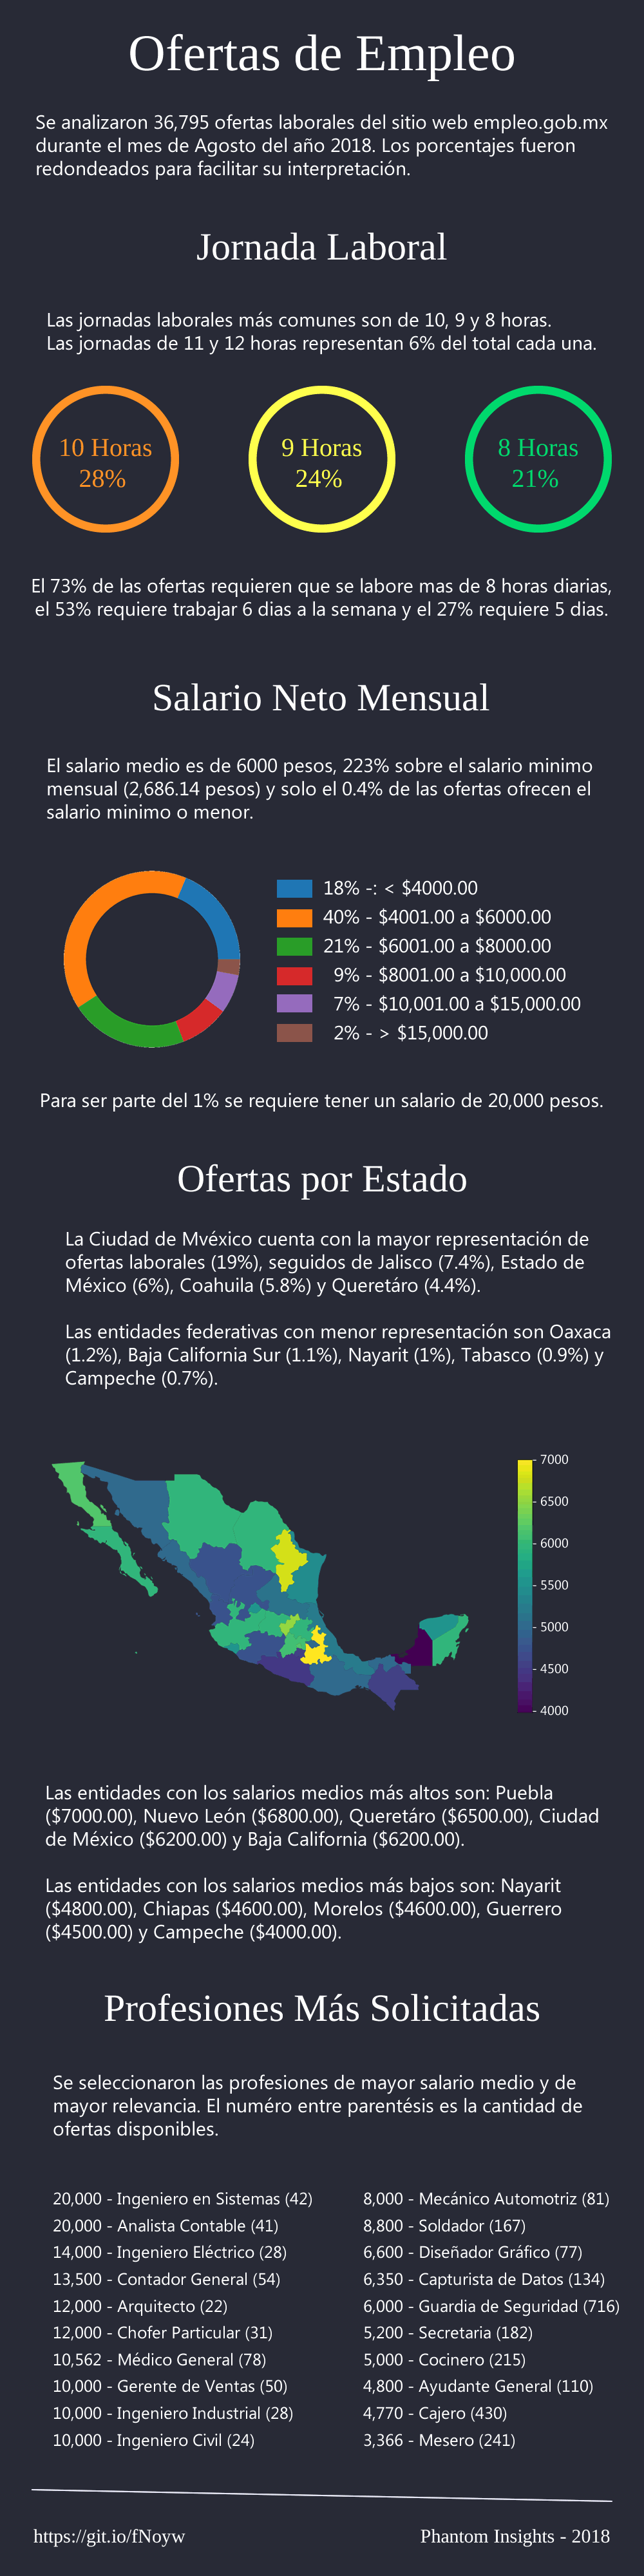 Ofertas de Empleo
Se analizaron 36,795 ofertas laborales del sitio web empleo.gob.mx
durante el mes de Agosto del año 2018. Los porcentajes fueron
redondeados para facilitar su interpretación.
Jornada Laboral
Las jornadas laborales más comunes son de 10, 9 y 8 horas.
Las jornadas de 11 y 12 horas representan 6% del total cada una.
10 Horas
28%
9 Horas
24%
8 Horas
21%
El 73% de las ofertas requieren que se labore mas de 8 horas diarias,
el 53% requiere trabajar 6 dias a la semana y el 27% requiere 5 dias.
Salario Neto Mensual
El salario medio es de 6000 pesos, 223% sobre el salario minimo
mensual (2,686.14 pesos) y solo el 0.4% de las ofertas ofrecen el
salario minimo o menor.
18% -: < $4000.00
40% - $4001.00 a $6000.00
21% - $6001.00 a $8000.00
9% - $8001.00 a $10,000.00
7% - $10,001.00 a $15,000.00
2% - > $15,000.00
Para ser parte del 1% se requiere tener un salario de 20,000 pesos.
Ofertas por Estado
La Ciudad de Mvéxico cuenta con la mayor representación de
ofertas laborales (19%), seguidos de Jalisco (7.4%), Estado de
México (6%), Coahuila (5.8%) y Queretáro (4.4%).
Las entidades federativas con menor representación son Oaxaca
(1.2%), Baja California Sur (1.1%), Nayarit (1%), Tabasco (0.9%) y
Campeche (0.7%).
7000
6500
6000
5500
5000
4500
4000
Las entidades con los salarios medios más altos son: Puebla
($7000.00), Nuevo León ($6800.00), Queretáro ($6500.00), Ciudad
de México ($6200.00) y Baja California ($6200.00).
Las entidades con los salarios medios más bajos son: Nayarit
($4800.00), Chiapas ($4600.00), Morelos ($4600.00), Guerrero
($4500.00) y Campeche ($4000.00).
Profesiones Más Solicitadas
Se seleccionaron las profesiones de mayor salario medio y de
mayor relevancia. El numéro entre parentésis es la cantidad de
ofertas disponibles.
20,000 - Ingeniero en Sistemas (42)
20,000 - Analista Contable (41)
14,000 - Ingeniero Eléctrico (28)
13,500 - Contador General (54)
12,000 - Arquitecto (22)
12,000 - Chofer Particular (31)
10,562 - Médico General (78)
10,000 - Gerente de Ventas (50)
10,000 - Ingeniero Industrial (28)
10,000 - Ingeniero Civil (24)
8,000 - Mecánico Automotriz (81)
8,800 - Soldador (167)
6,600 - Diseñador Gráfico (77)
6,350 - Capturista de Datos (134)
6,000 - Guardia de Seguridad (716)
5,200 - Secretaria (182)
5,000 - Cocinero (215)
4,800 - Ayudante General (110)
4,770 - Cajero (430)
3,366 - Mesero (241)
https://git.io/fNoyw
Phantom Insights - 2018